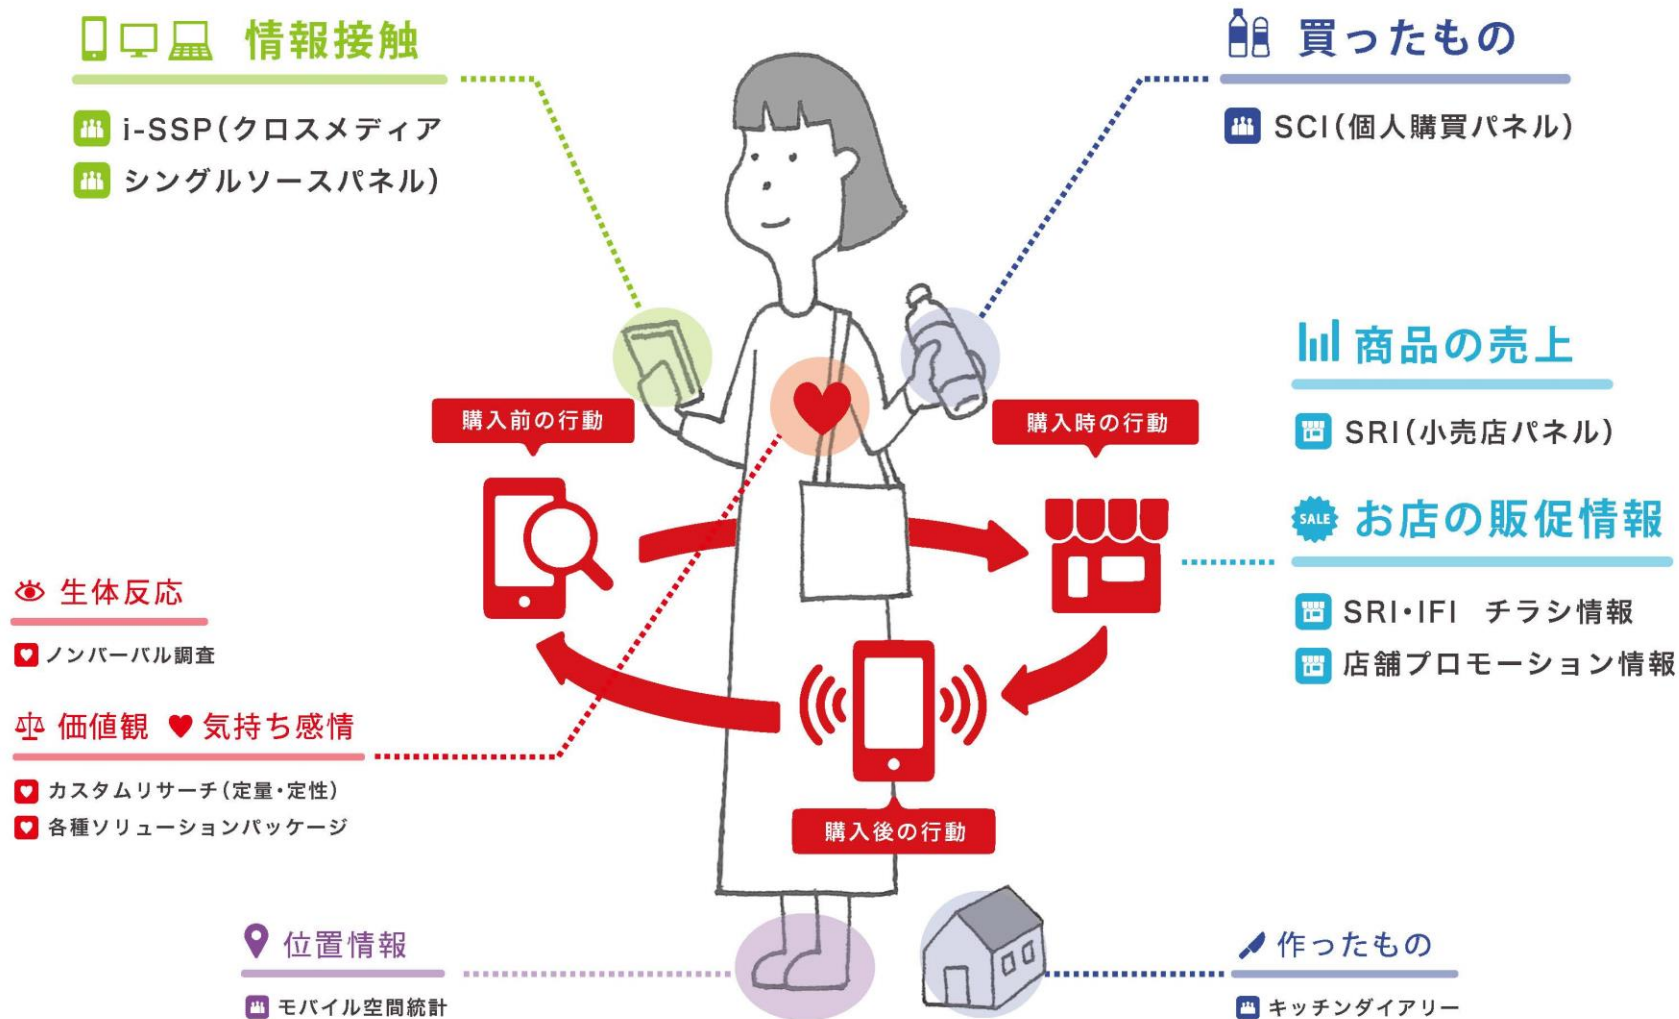 情報接触
i-SSP(クロスメディア
シングルソースパネル)
買ったもの
SCI(個人購買パネル)
商品の売上
SRI(小売店パネル)
SALE お店の販促情報
SRI・IFI　チラシ情報
店舗プロモーション情報
購入前の行動
購入時の行動
購入後の行動
生体反応
ノンバーバル調査
価値観 気持ち感情
カスタムリサーチ(定量・定性)
各種ソリューションパッケージ
位置情報
モバイル空間統計
作ったもの
キッチンダイアリー